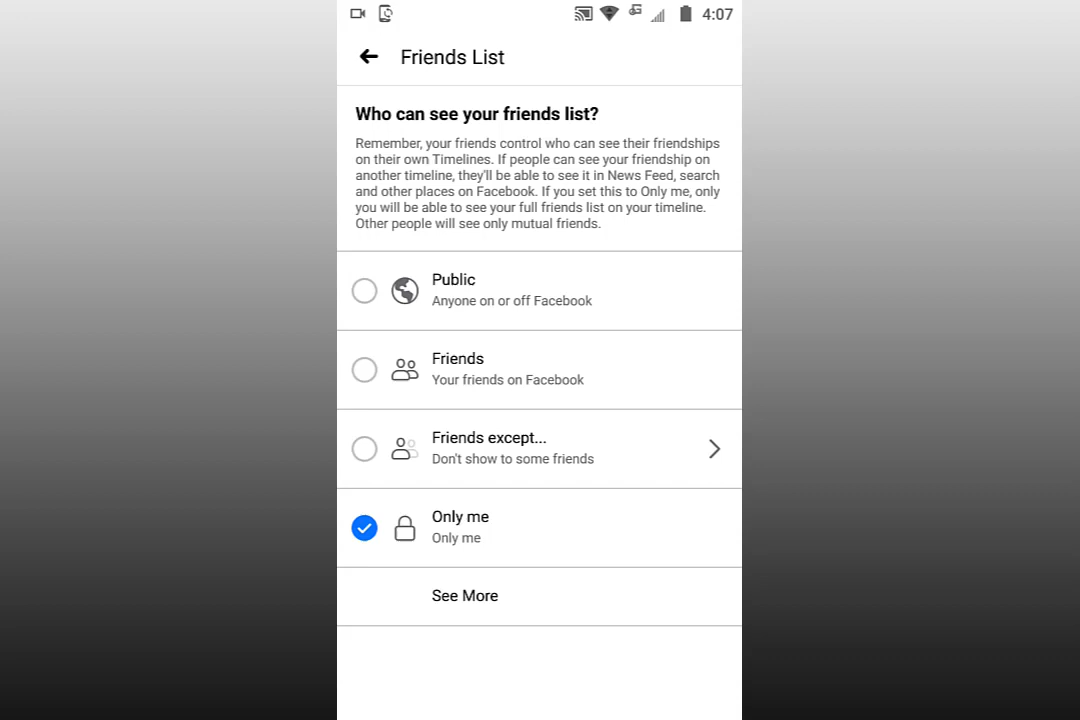 4:07
Friends List
Who can see your friends list?
Remember, your friends control who can see their friendships
on their own Timelines. If people can see your friendship on
another timeline, they'll be able to see it in News Feed, search
and other places on Facebook. If you set this to Only me, only
you will be able to see your full friends list on your timeline.
Other people will see only mutual friends.
Public
Anyone on or off Facebook
Friends
Your friends on Facebook
Friends except...
Don't show to some friends
Only me
Only me
See More